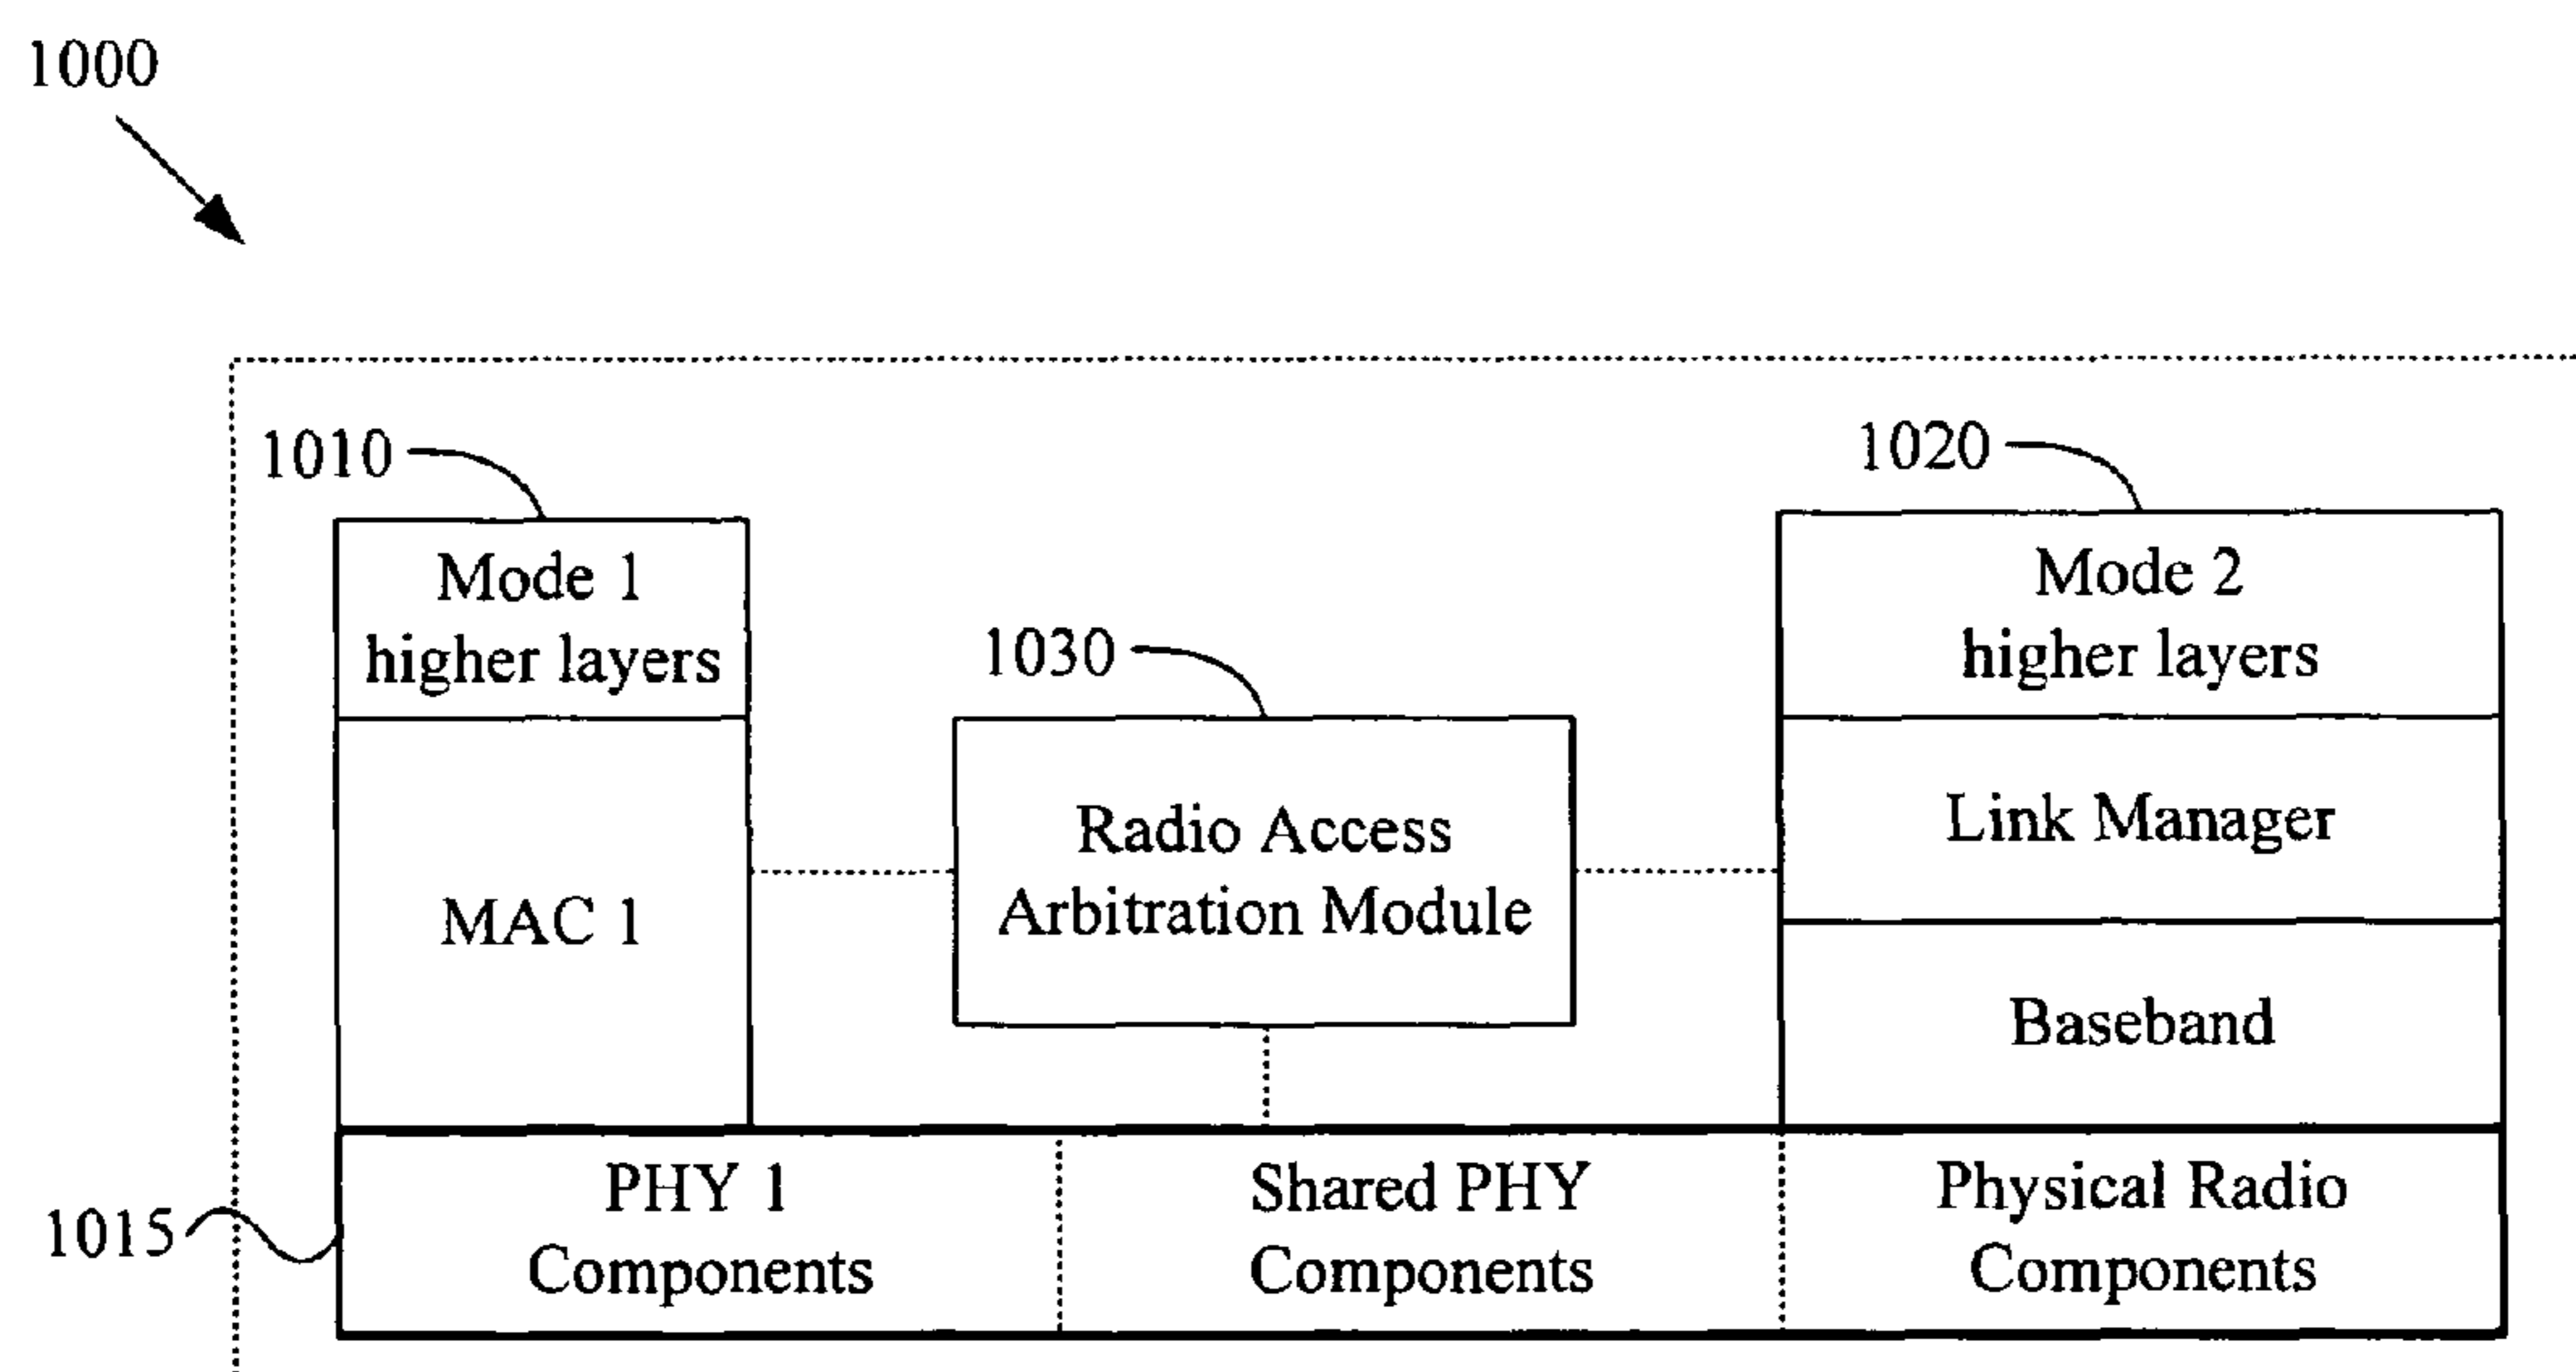 1000
1010
1020
Mode 1
higher layers
1030
Mode 2
higher layers
MAC 1
Radio Access
Arbitration Module
Link Manager
Baseband
1015
PHY 1
Components
Shared PHY
Components
Physical Radio
Components